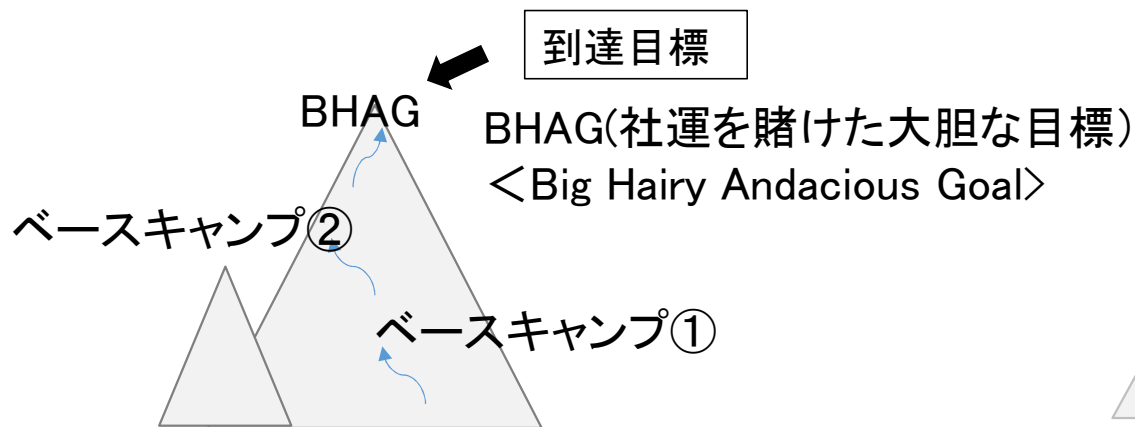 到達目標
BHAG
BHAG(社運を賭けた大胆な目標)
＜Big Hairy Andacious Goal>
ベースキャンプ②
ベースキャンプ①